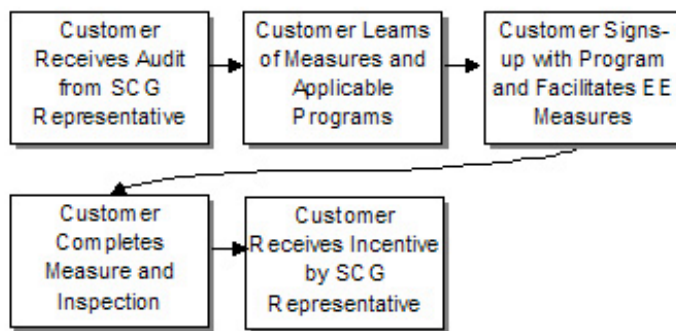 Customer
Receives Audit
from SCG
Representative
Customer Learns
of Measures and
Applicable
Programs
Customer Signs-
up with Program
and Facilitates EE
Measures
Customer
Completes
Measure and
Inspection
Customer
Receives Incentive
by SCG
Representative